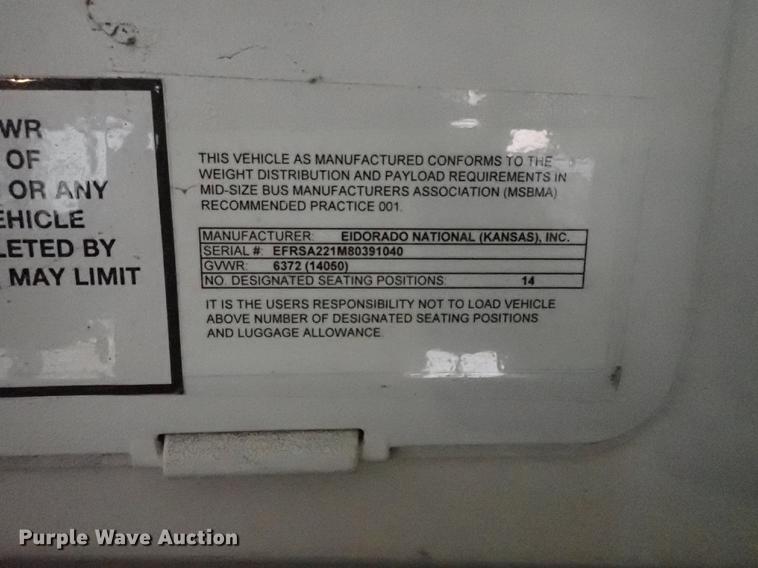 WR
OF
OR ANY
EHICLE
LETED BY
MAY LIMIT
THIS VEHICLE AS MANUFACTURED CONFORMS TO THE
WEIGHT DISTRIBUTION AND PAYLOAD REQUIREMENTS IN
MID-SIZE BUS MANUFACTURERS ASSOCIATION (MSBMA)
RECOMMENDED PRACTICE 001.
MANUFACTURER: ElDORADO NATIONAL (KANSAS), INC.
SERIAL #: EFRSA221M80391040
GVWR: 6372 (14050)
NO. DESIGNATED SEATING POSITIONS: 14
IT IS THE USERS RESPONSIBILITY NOT TO LOAD VEHICLE
ABOVE NUMBER OF DESIGNATED SEATING POSITIONS
AND LUGGAGE ALLOWANCE.
Purple Wave Auction